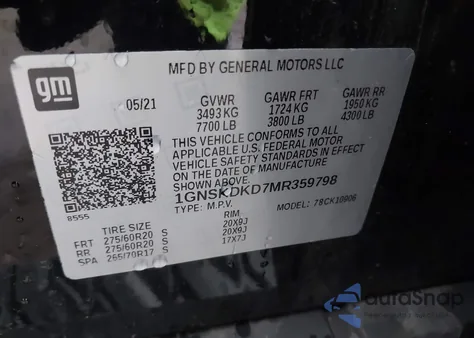 gm
MFD BY GENERAL MOTORS LLC
05/21 GVWR GAWR FRT GAWR RR
3493 KG 1724 KG 1950 KG
7700 LB 3800 LB 4300 LB
THIS VEHICLE CONFORMS TO ALL
APPLICABLE U.S. FEDERAL MOTOR
VEHICLE SAFETY STANDARDS IN EFFECT
ON THE DATE OF MANUFACTURE
SHOWN ABOVE.
1GNSKDKD7MR359798
TYPE: M.P.V. MODEL: 78CK10906
8555
TIRE SIZE RIM
FRT 275/60R20 S 20X9J
RR 275/60R20 S 20X9J
SPA 265/70R17 S 17X7J
AutoSnap